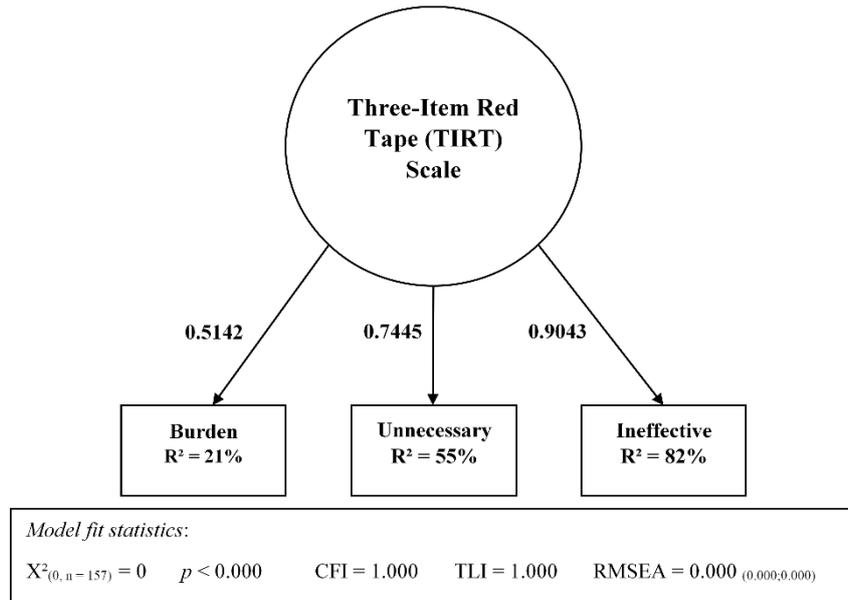 Three-Item Red
Tape (TIRT)
Scale
0.5142 0.7445 0.9043
Burden
R² = 21%
Unnecessary
R² = 55%
Ineffective
R² = 82%
Model fit statistics:
X²(0, n = 157) = 0 p < 0.000 CFI = 1.000 TLI = 1.000 RMSEA = 0.000 (0.000;0.000)